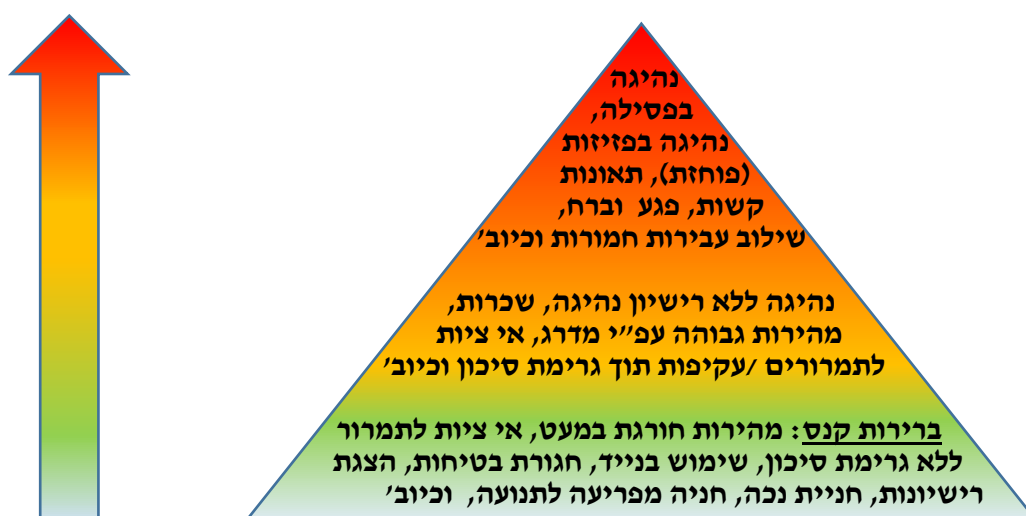 נהיגה
בפסילה,
נהיגה בפזיזות
(פוחזת), תאונות
קשות, פגע וברח,
שילוב עבירות חמורות וכיוב'
נהיגה ללא רישיון נהיגה, שכרות,
מהירות גבוהה עפ"י מדרג, אי ציות
לתמרורים /עקיפות תוך גרימת סיכון וכיוב'
ברירות קנס: מהירות חורגת במעט, אי ציות לתמרור
ללא גרימת סיכון, שימוש בנייד, חגורת בטיחות, הצגת
רישיונות, חניית נכה, חניה מפריעה לתנועה, וכיוב'